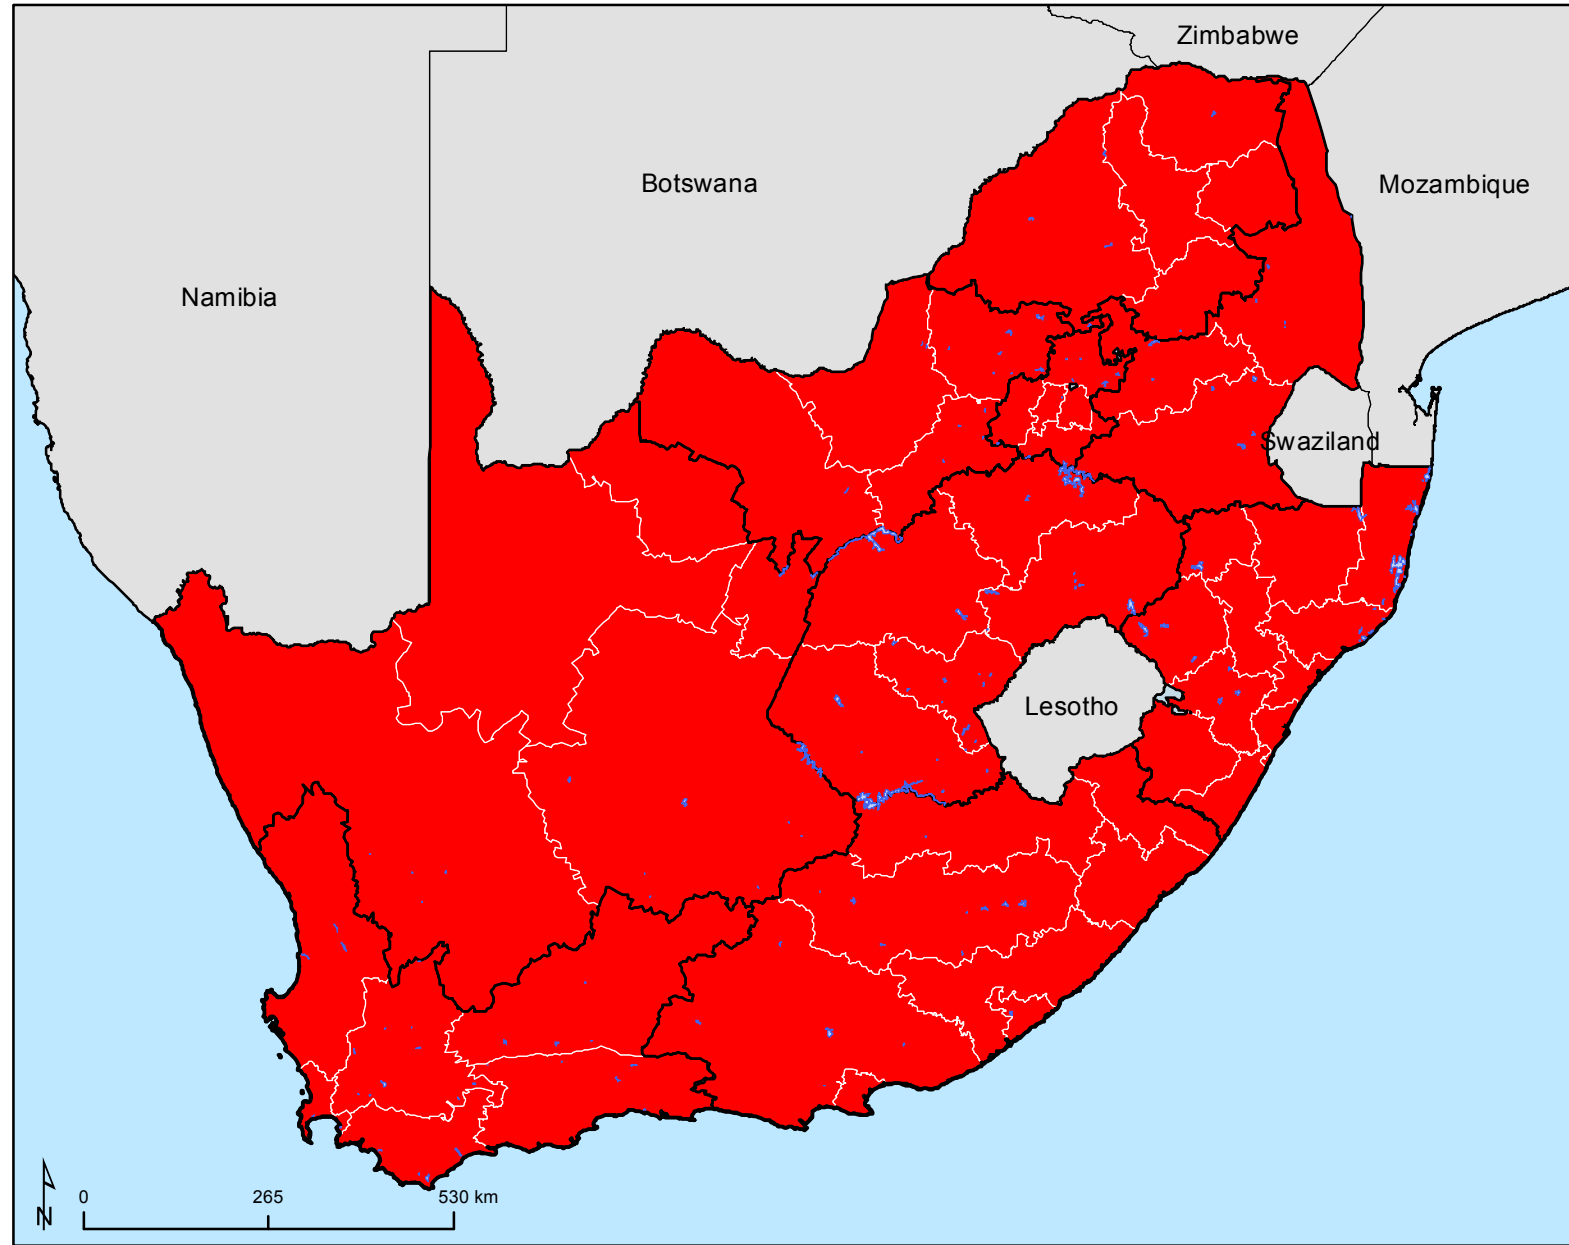 Zimbabwe
Botswana
Mozambique
Namibia
Swaziland
Lesotho
0 265 530 km
N